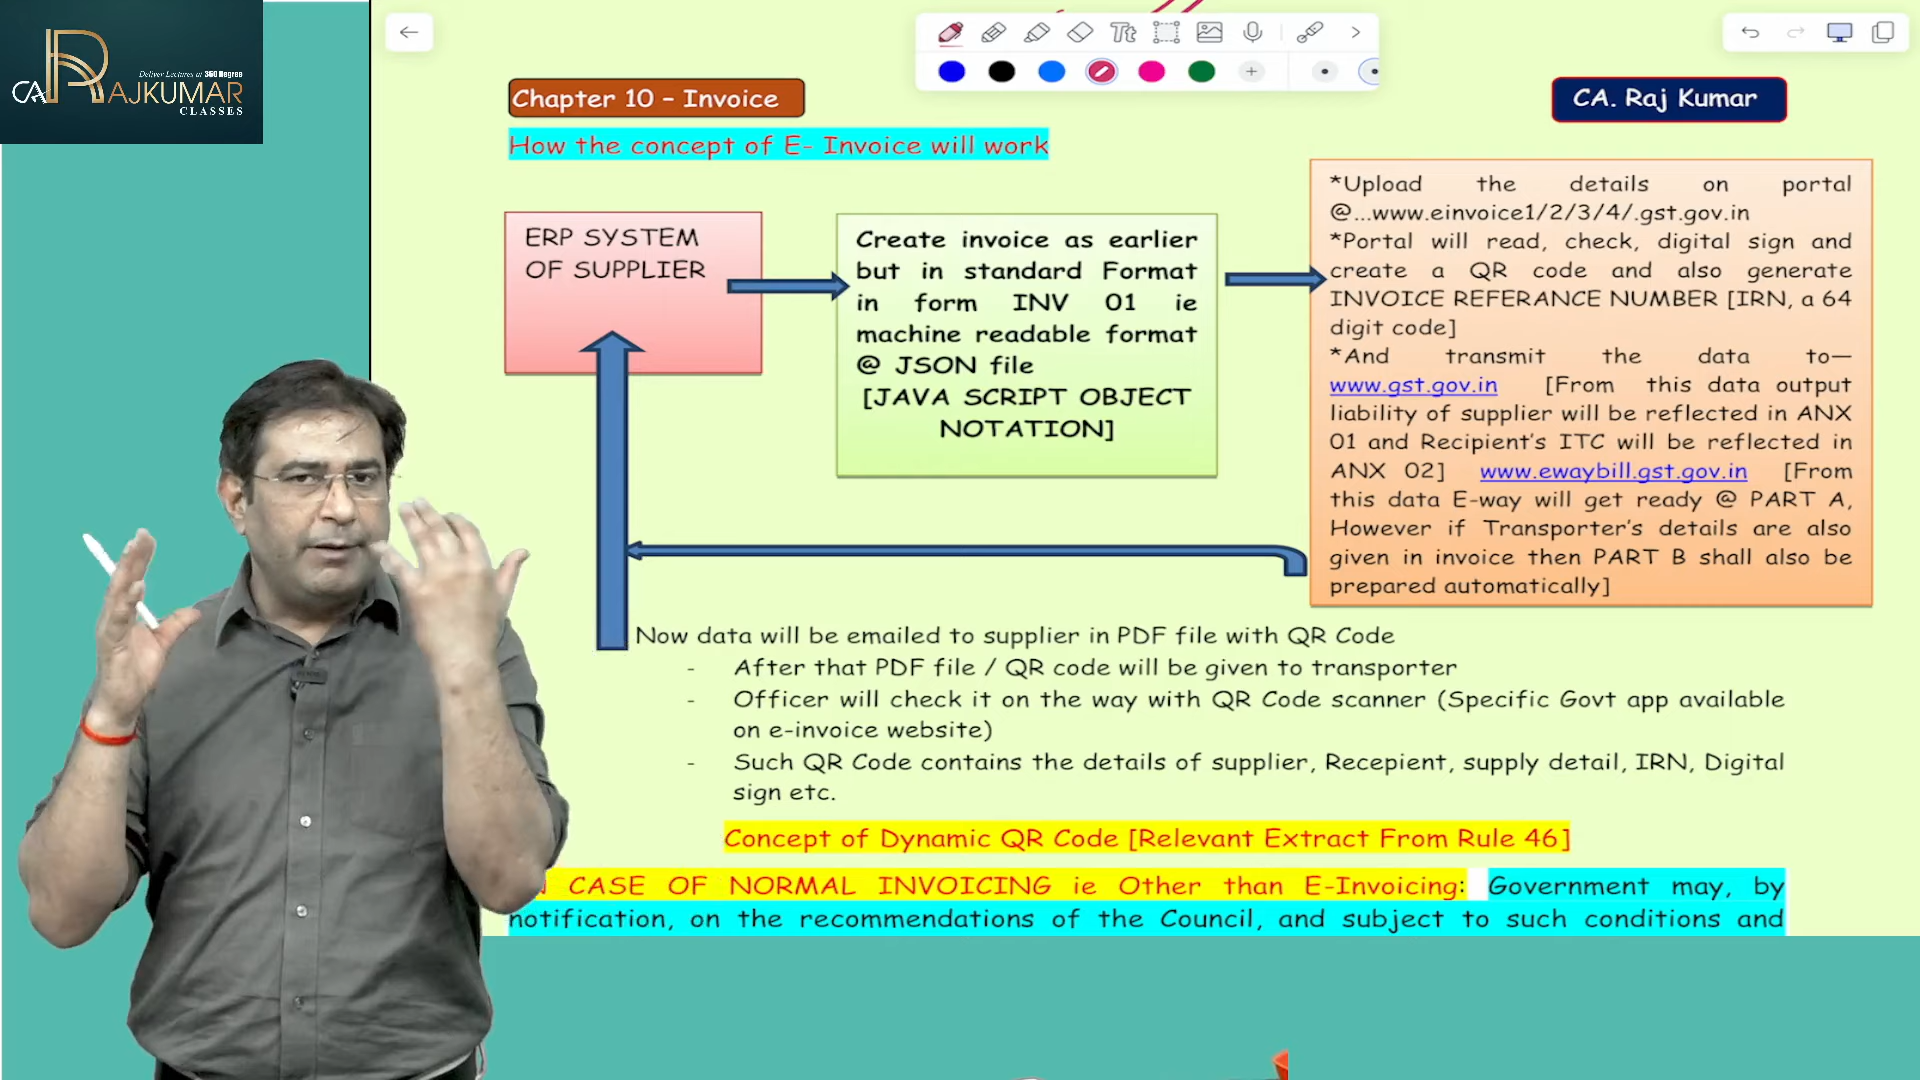 Deliver Lectures at 360 Degree
CA RAJKUMAR
CLASSES
Tt
Chapter 10 – Invoice
CA. Raj Kumar
How the concept of E- Invoice will work
ERP SYSTEM
OF SUPPLIER
Create invoice as earlier
but in standard Format
in form INV 01 ie
machine readable format
@ JSON file
[JAVA SCRIPT OBJECT
NOTATION]
*Upload the details on portal
@...www.einvoice1/2/3/4/.gst.gov.in
*Portal will read, check, digital sign and
create a QR code and also generate
INVOICE REFERANCE NUMBER [IRN, a 64
digit code]
*And transmit the data to—
www.gst.gov.in [From this data output
liability of supplier will be reflected in ANX
01 and Recipient's ITC will be reflected in
ANX 02] www.ewaybill.gst.gov.in [From
this data E-way will get ready @ PART A,
However if Transporter's details are also
given in invoice then PART B shall also be
prepared automatically]
Now data will be emailed to supplier in PDF file with QR Code
- After that PDF file / QR code will be given to transporter
- Officer will check it on the way with QR Code scanner (Specific Govt app available
on e-invoice website)
- Such QR Code contains the details of supplier, Recepient, supply detail, IRN, Digital
sign etc.
Concept of Dynamic QR Code [Relevant Extract From Rule 46]
CASE OF NORMAL INVOICING ie Other than E-Invoicing: Government may, by
notification, on the recommendations of the Council, and subject to such conditions and